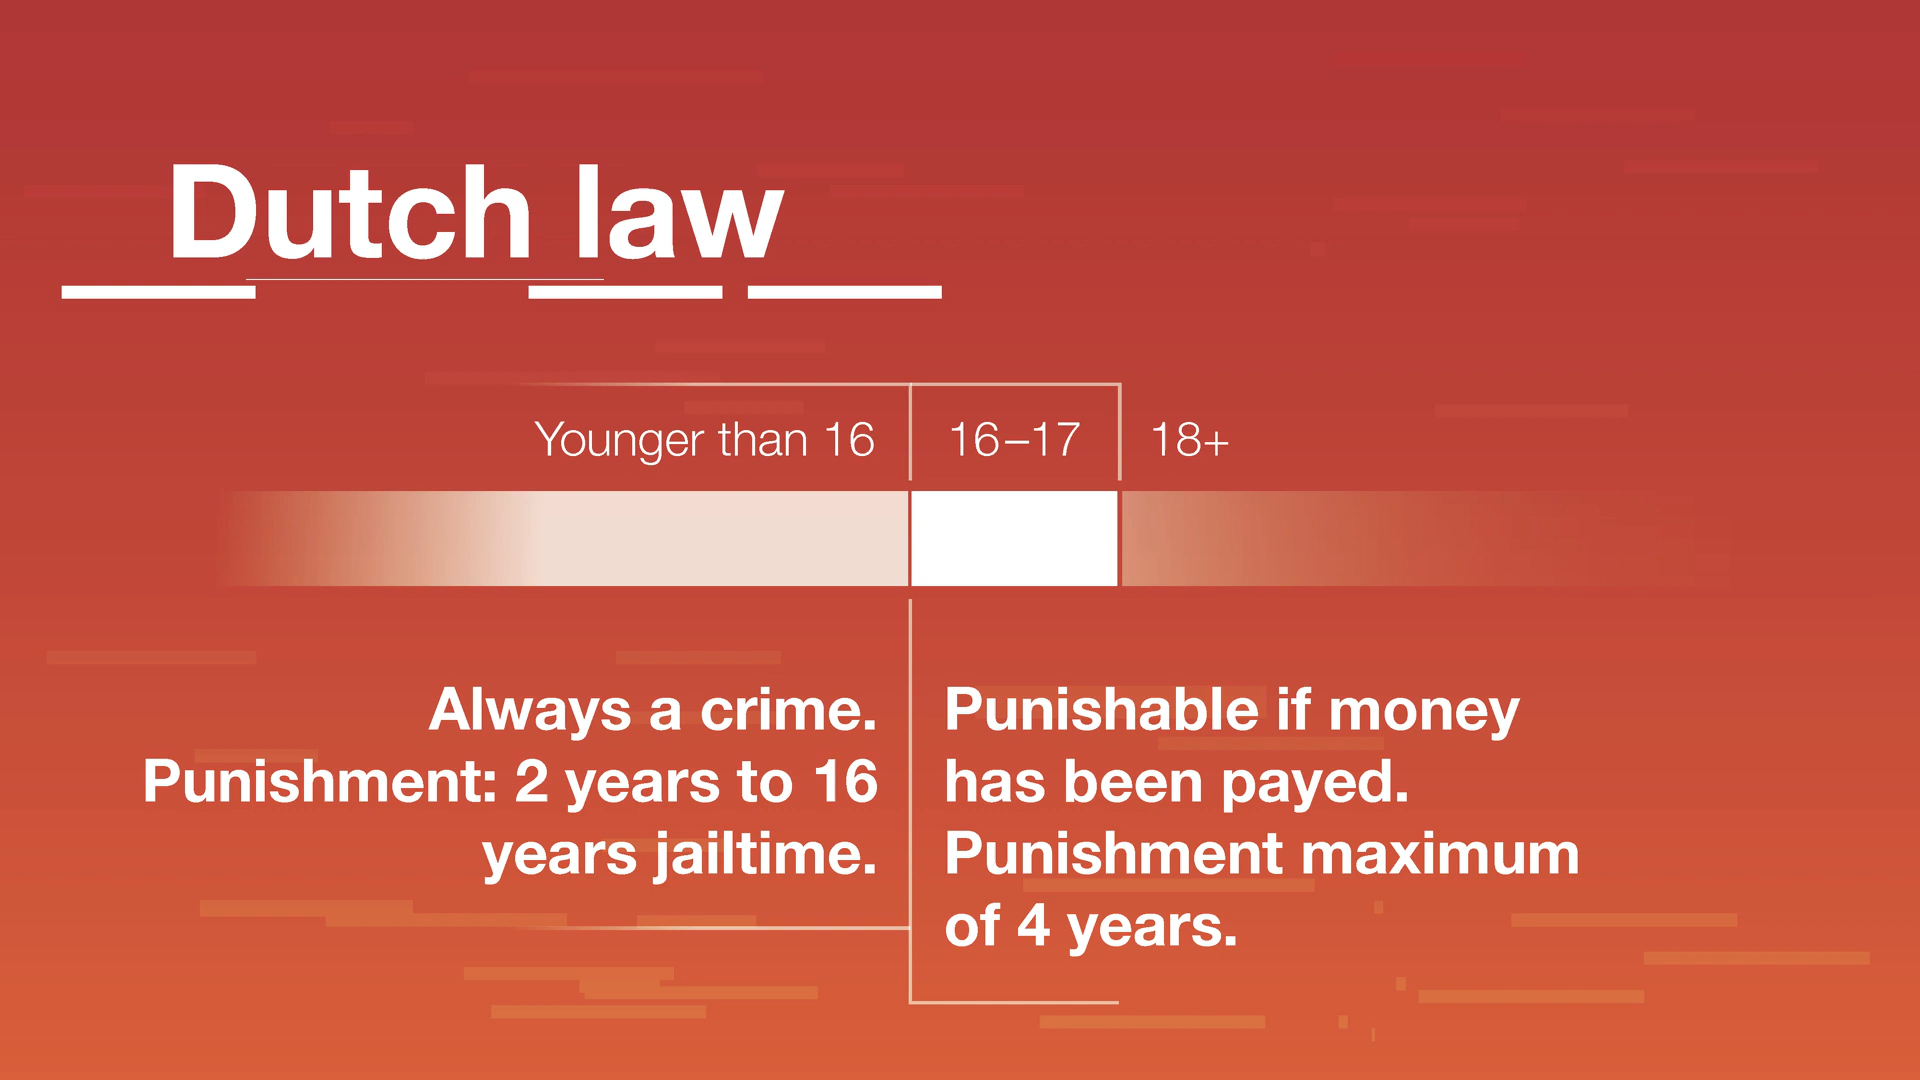 Dutch law
Younger than 16
16–17
18+
Always a crime.
Punishment: 2 years to 16
years jailtime.
Punishable if money
has been payed.
Punishment maximum
of 4 years.